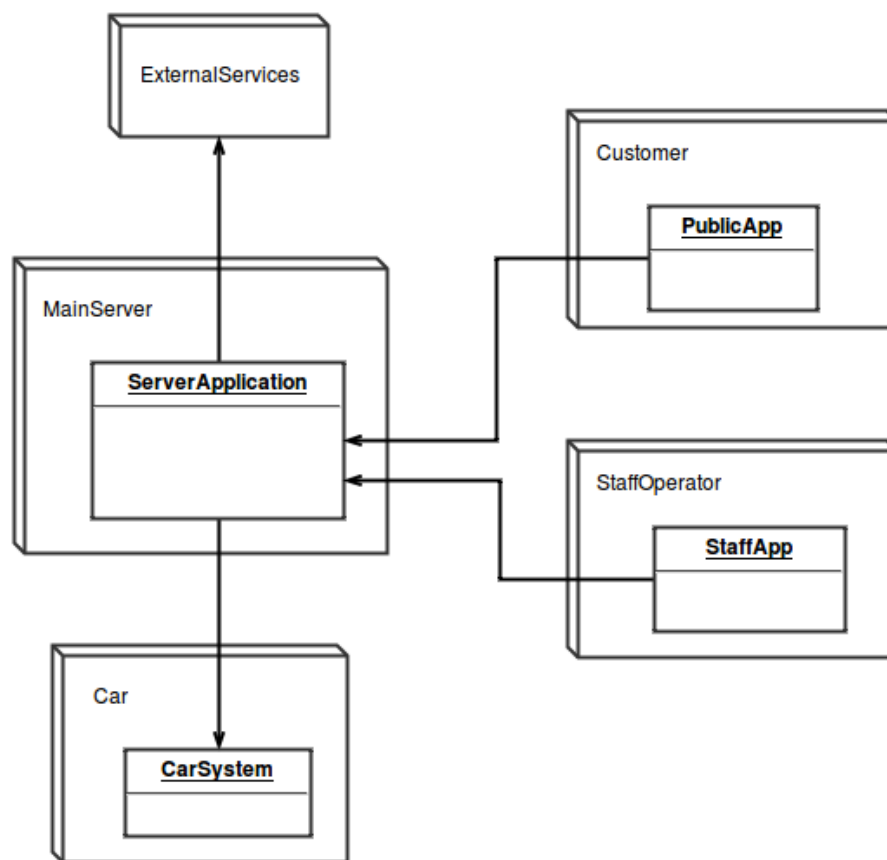 ExternalServices
Customer
PublicApp
MainServer
ServerApplication
StaffOperator
StaffApp
Car
CarSystem